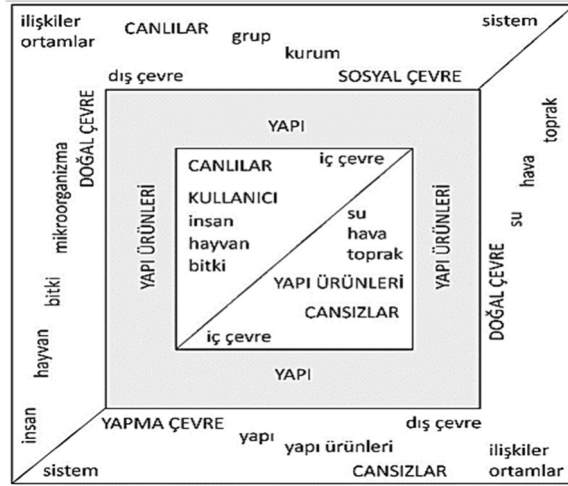 ilişkiler
ortamlar
CANLILAR
grup
kurum
sistem
dış çevre
SOSYAL ÇEVRE
DOĞAL ÇEVRE
mikroorganizma
bitki
hayvan
insan
toprak
hava
su
DOĞAL ÇEVRE
YAPI
YAPI ÜRÜNLERİ
YAPI ÜRÜNLERİ
iç çevre
CANLILAR
KULLANICI
insan
hayvan
bitki
su
hava
toprak
YAPI ÜRÜNLERİ
CANSIZLAR
iç çevre
YAPI
YAPMA ÇEVRE
dış çevre
yapı
yapı ürünleri
sistem
CANSIZLAR
ilişkiler
ortamlar